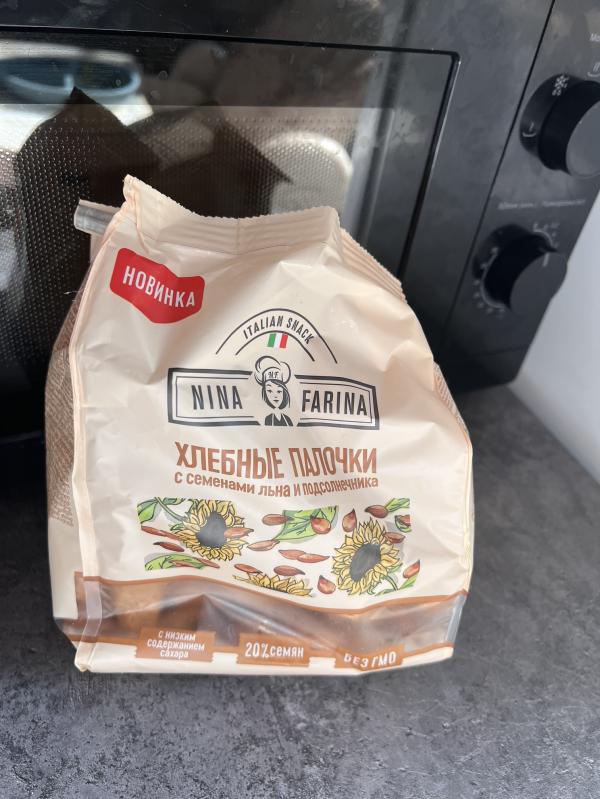 НОВИНКА
ITALIAN SNACK
N.F.
NINA FARINA
ХЛЕБНЫЕ ПАЛОЧКИ
С СЕМЕНАМИ ЛЬНА И ПОДСОЛНЕЧНИКА
С НИЗКИМ
СОДЕРЖАНИЕМ
САХАРА
20% СЕМЯН
БЕЗ ГМО